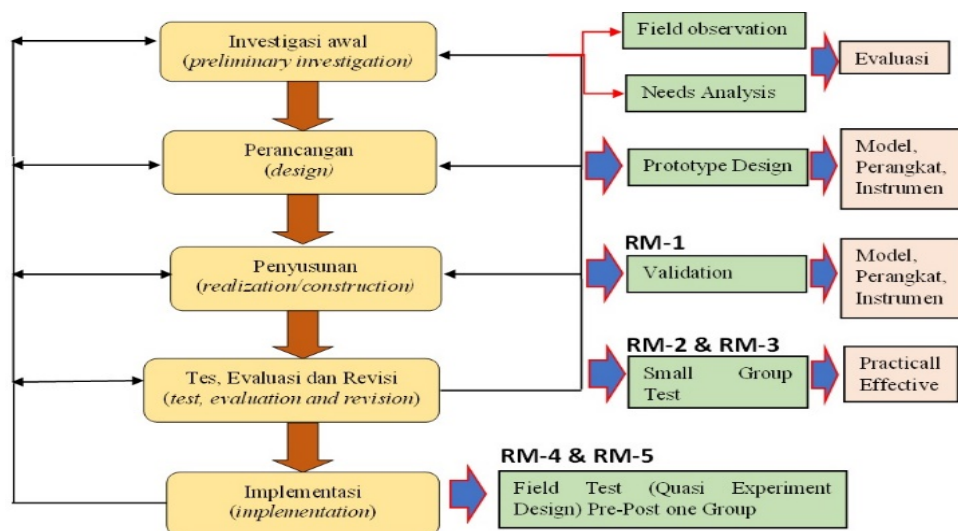 Investigasi awal
(preliminary investigation)
Field observation
Needs Analysis
Evaluasi
Perancangan
(design)
Prototype Design
Model,
Perangkat,
Instrumen
Penyusunan
(realization/construction)
RM-1
Validation
Model,
Perangkat,
Instrumen
Tes, Evaluasi dan Revisi
(test, evaluation and revision)
RM-2 & RM-3
Small Group
Test
Practicall
Effective
Implementasi
(implementation)
RM-4 & RM-5
Field Test (Quasi Experiment
Design) Pre-Post one Group